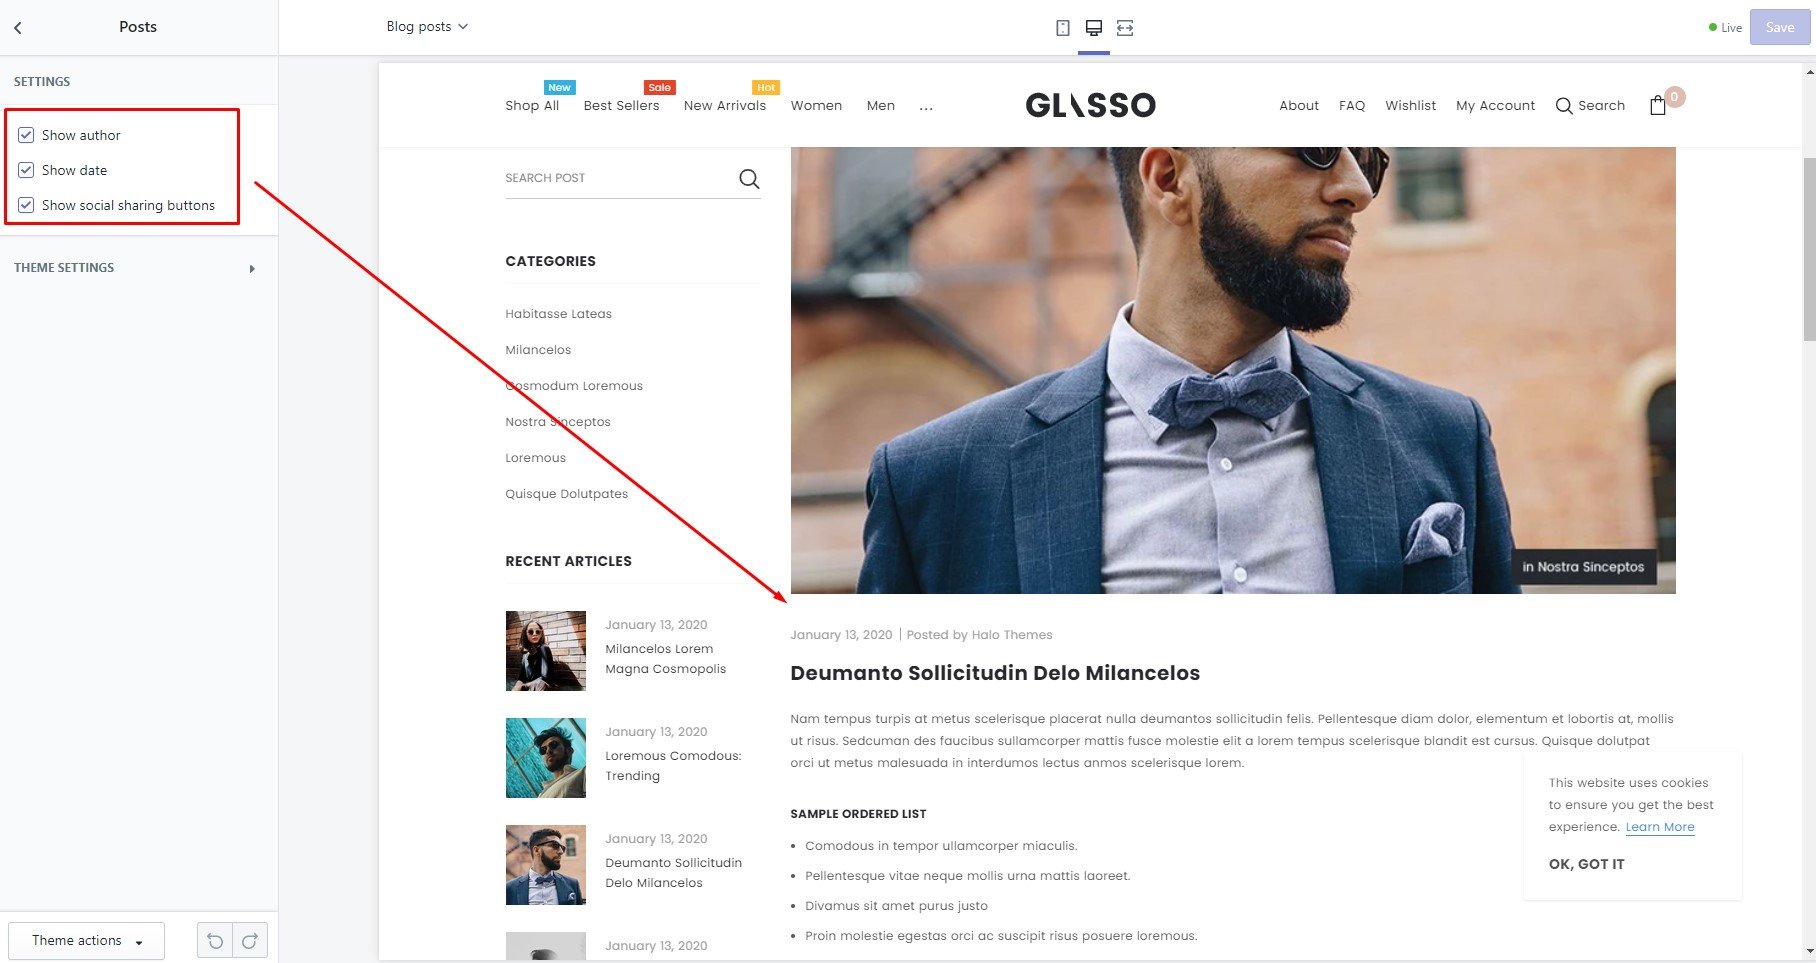 Posts
Blog posts
Live
Save
SETTINGS
Show author
Show date
Show social sharing buttons
THEME SETTINGS
Theme actions
New
Sale
Hot
Shop All
Best Sellers
New Arrivals
Women
Men
...
GLASSO
About
FAQ
Wishlist
My Account
Search
0
SEARCH POST
CATEGORIES
Habitasse Lateas
Milancelos
Cosmodum Loremous
Nostra Sinceptos
Loremous
Quisque Dolutpates
RECENT ARTICLES
January 13, 2020
Milancelos Lorem
Magna Cosmopolis
January 13, 2020
Loremous Comodous:
Trending
January 13, 2020
Deumanto Sollicitudin
Delo Milancelos
January 13, 2020
in Nostra Sinceptos
January 13, 2020 | Posted by Halo Themes
Deumanto Sollicitudin Delo Milancelos
Nam tempus turpis at metus scelerisque placerat nulla deumantos sollicitudin felis. Pellentesque diam dolor, elementum et lobortis at, mollis
ut risus. Sedcuman des faucibus sullamcorper mattis fusce molestie elit a lorem tempus scelerisque blandit est cursus. Quisque dolutpat
orci ut metus malesuada in interdumos lectus anmos scelerisque lorem.
SAMPLE ORDERED LIST
• Comodous in tempor ullamcorper miaculis.
• Pellentesque vitae neque mollis urna mattis laoreet.
• Divamus sit amet purus justo
• Proin molestie egestas orci ac suscipit risus posuere loremous.
This website uses cookies
to ensure you get the best
experience. Learn More
OK, GOT IT